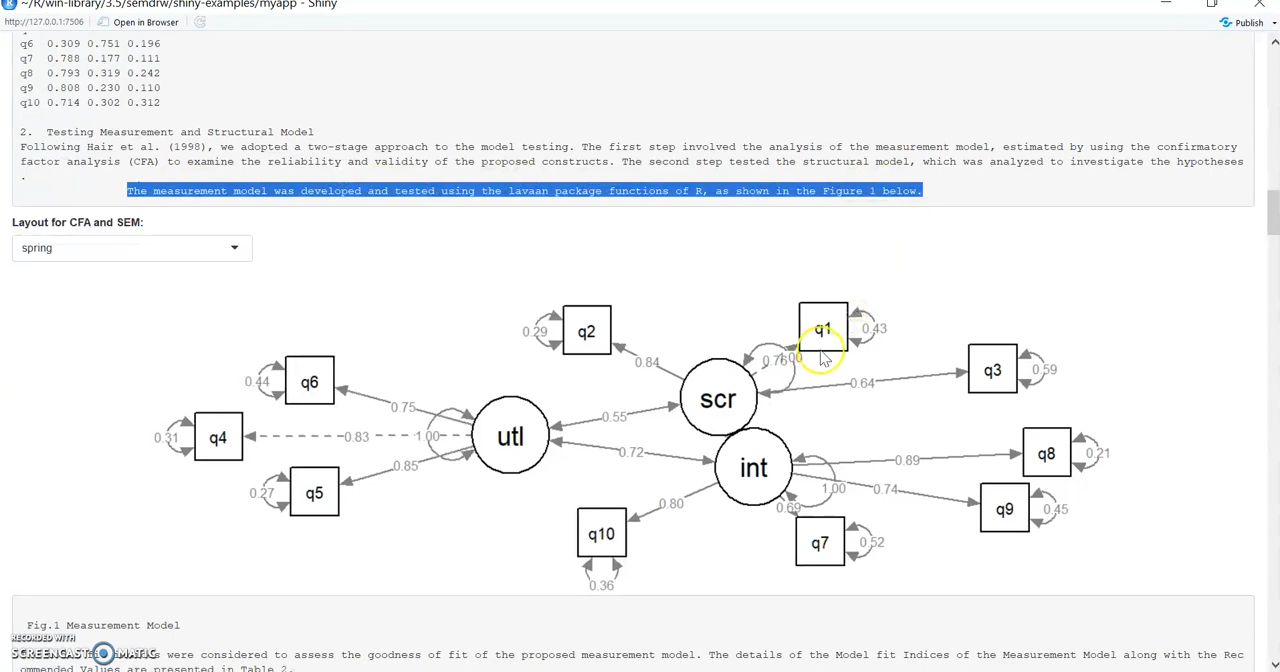 ~/R/win-library/3.5/semdrw/shiny-examples/myapp - Shiny
http://127.0.0.1:7506 Open in Browser Publish
q6 0.309 0.751 0.196
q7 0.788 0.177 0.111
q8 0.793 0.319 0.242
q9 0.808 0.230 0.110
q10 0.714 0.302 0.312
2. Testing Measurement and Structural Model
Following Hair et al. (1998), we adopted a two-stage approach to the model testing. The first step involved the analysis of the measurement model, estimated by using the confirmatory
factor analysis (CFA) to examine the reliability and validity of the proposed constructs. The second step tested the structural model, which was analyzed to investigate the hypotheses
.
The measurement model was developed and tested using the lavaan package functions of R, as shown in the Figure 1 below.
Layout for CFA and SEM:
spring
0.29 q2 q1 0.43
0.84 0.76 1.00
0.44 q6 q3 0.59
0.75 scr 0.64
0.31 q4 0.83 1.00 utl 0.55
0.72 int 0.89 q8 0.21
0.85
0.27 q5 1.00 0.74 q9 0.45
0.80 0.69
q10 q7 0.52
0.36
Fig.1 Measurement Model
RECORDED WITH
SCREENCAST MATIC
were considered to assess the goodness of fit of the proposed measurement model. The details of the Model fit Indices of the Measurement Model along with the Rec
ommended Values are presented in Table 2.